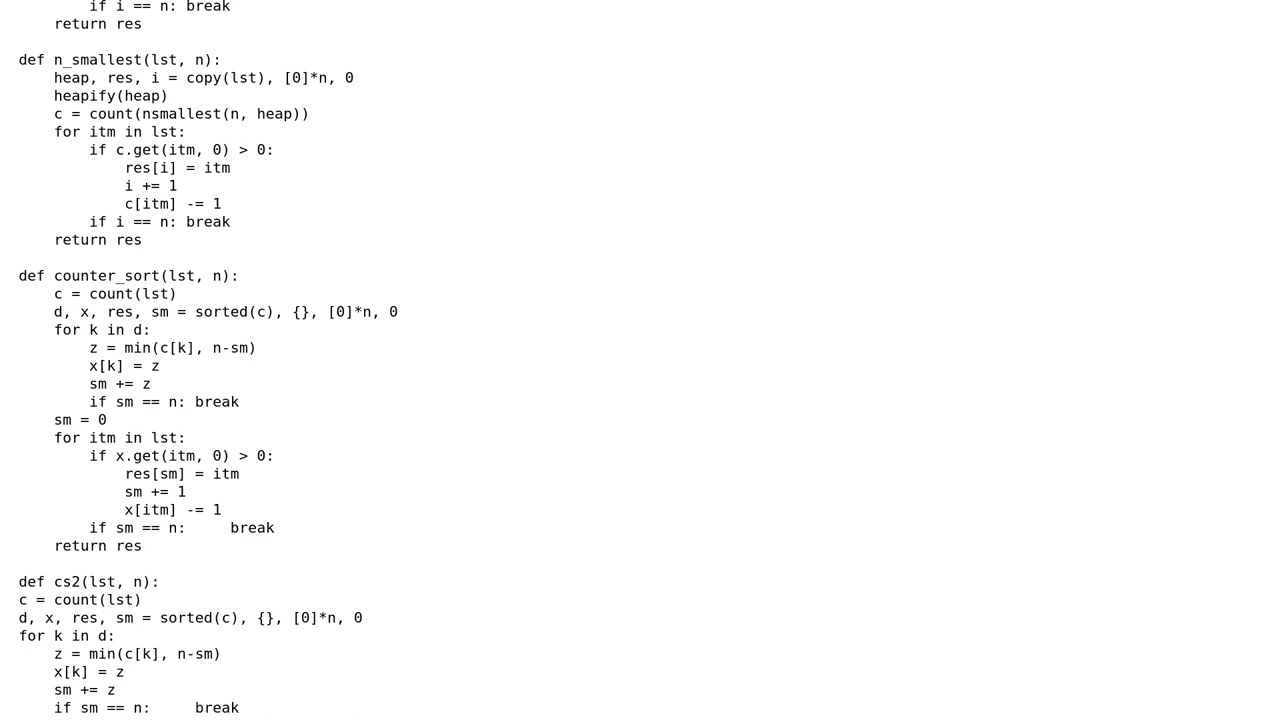 if i == n: break
    return res

def n_smallest(lst, n):
    heap, res, i = copy(lst), [0]*n, 0
    heapify(heap)
    c = count(nsmallest(n, heap))
    for itm in lst:
        if c.get(itm, 0) > 0:
            res[i] = itm
            i += 1
            c[itm] -= 1
        if i == n: break
    return res

def counter_sort(lst, n):
    c = count(lst)
    d, x, res, sm = sorted(c), {}, [0]*n, 0
    for k in d:
        z = min(c[k], n-sm)
        x[k] = z
        sm += z
        if sm == n: break
    sm = 0
    for itm in lst:
        if x.get(itm, 0) > 0:
            res[sm] = itm
            sm += 1
            x[itm] -= 1
        if sm == n:     break
    return res

def cs2(lst, n):
c = count(lst)
d, x, res, sm = sorted(c), {}, [0]*n, 0
for k in d:
    z = min(c[k], n-sm)
    x[k] = z
    sm += z
    if sm == n:     break